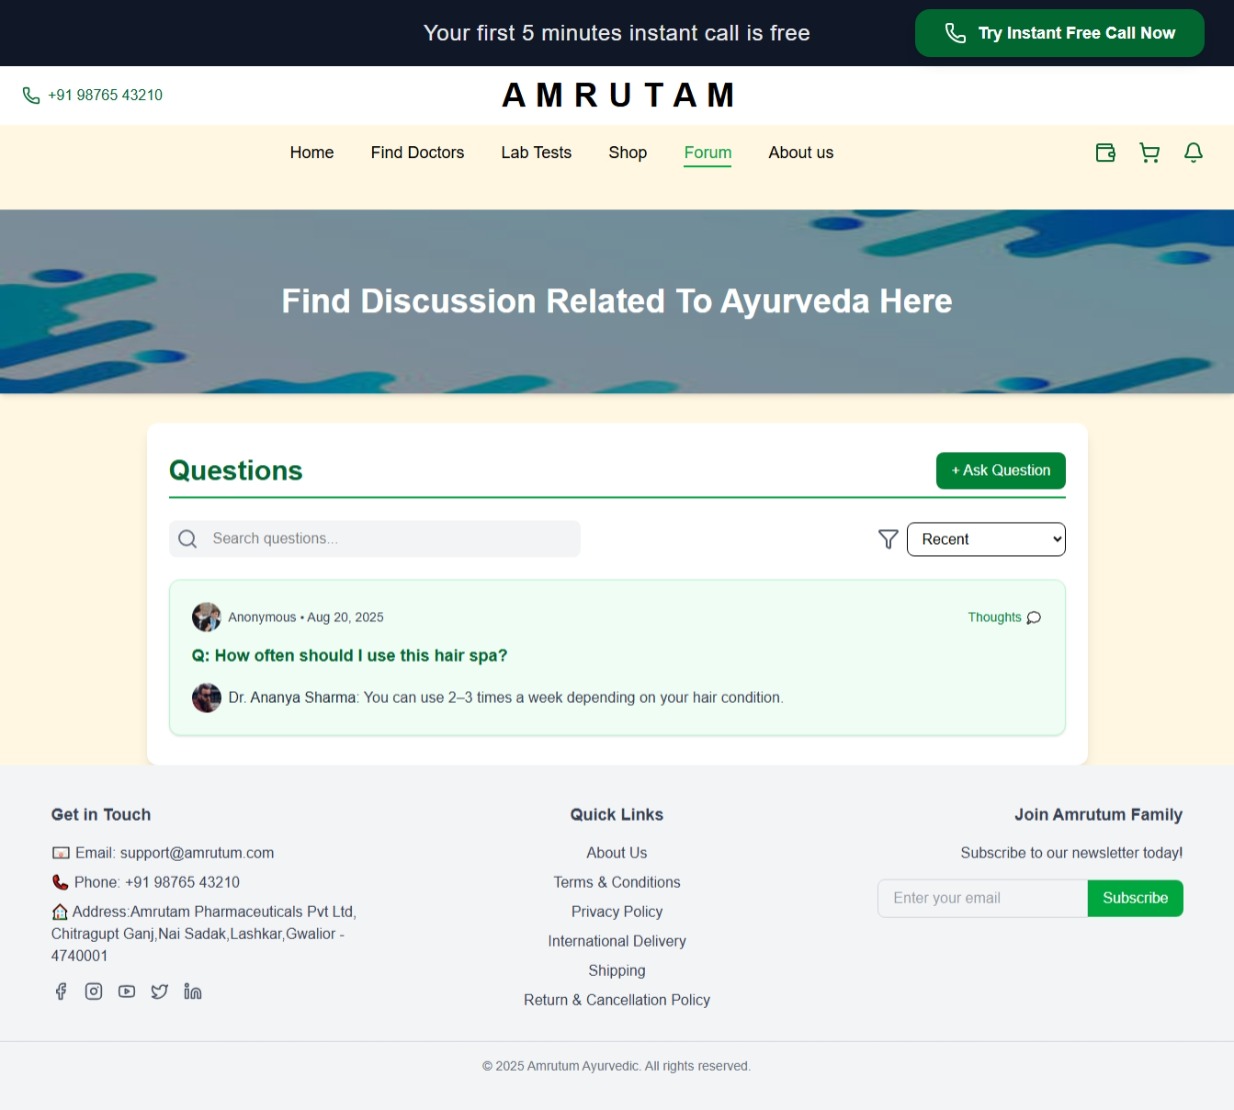 Your first 5 minutes instant call is free
Try Instant Free Call Now
+91 98765 43210
AMRUTAM
Home
Find Doctors
Lab Tests
Shop
Forum
About us
Find Discussion Related To Ayurveda Here
Questions
+ Ask Question
Search questions...
Recent
Anonymous • Aug 20, 2025
Thoughts
Q: How often should I use this hair spa?
Dr. Ananya Sharma: You can use 2–3 times a week depending on your hair condition.
Get in Touch
Email: support@amrutum.com
Phone: +91 98765 43210
Address:Amrutam Pharmaceuticals Pvt Ltd,
Chitragupt Ganj,Nai Sadak,Lashkar,Gwalior -
4740001
Quick Links
About Us
Terms & Conditions
Privacy Policy
International Delivery
Shipping
Return & Cancellation Policy
Join Amrutum Family
Subscribe to our newsletter today!
Enter your email
Subscribe
© 2025 Amrutum Ayurvedic. All rights reserved.